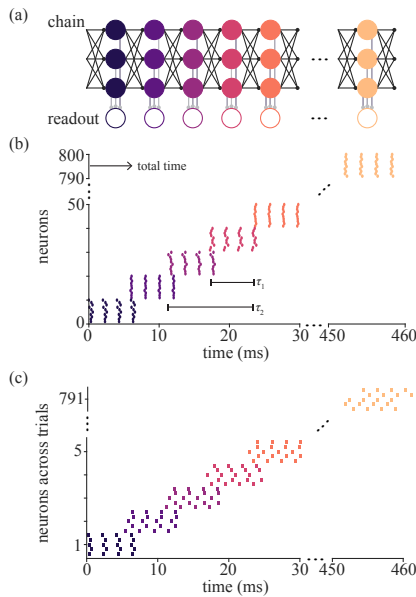 (a)
chain
...
readout
...
(b)
800
790
total time
50
neurons
τ1
τ2
0
0 10 20 30 ... 450 460
time (ms)
(c)
791
neurons across trials
5
1
0 10 20 30 ... 450 460
time (ms)